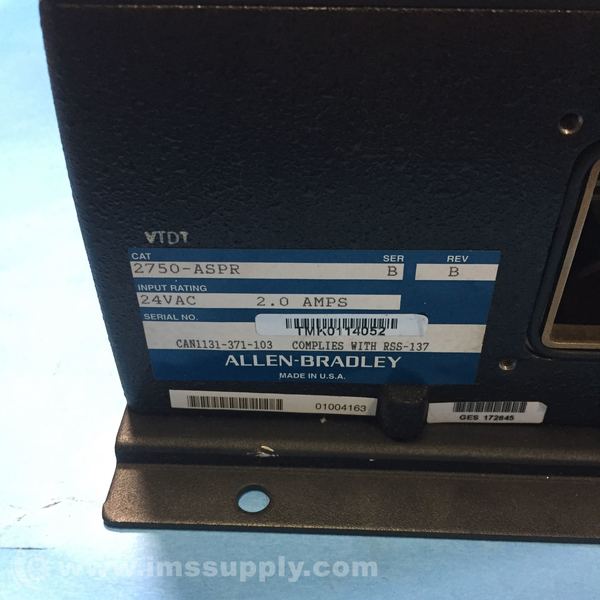 VTDT
CAT
2750-ASPR
SER
B
REV
B
INPUT RATING
24VAC 2.0 AMPS
SERIAL NO.
TMK0114052
CAN1131-371-103 COMPLIES WITH RSS-137
ALLEN-BRADLEY
MADE IN U.S.A.
01004163
GES 172645
© www.imssupply.com